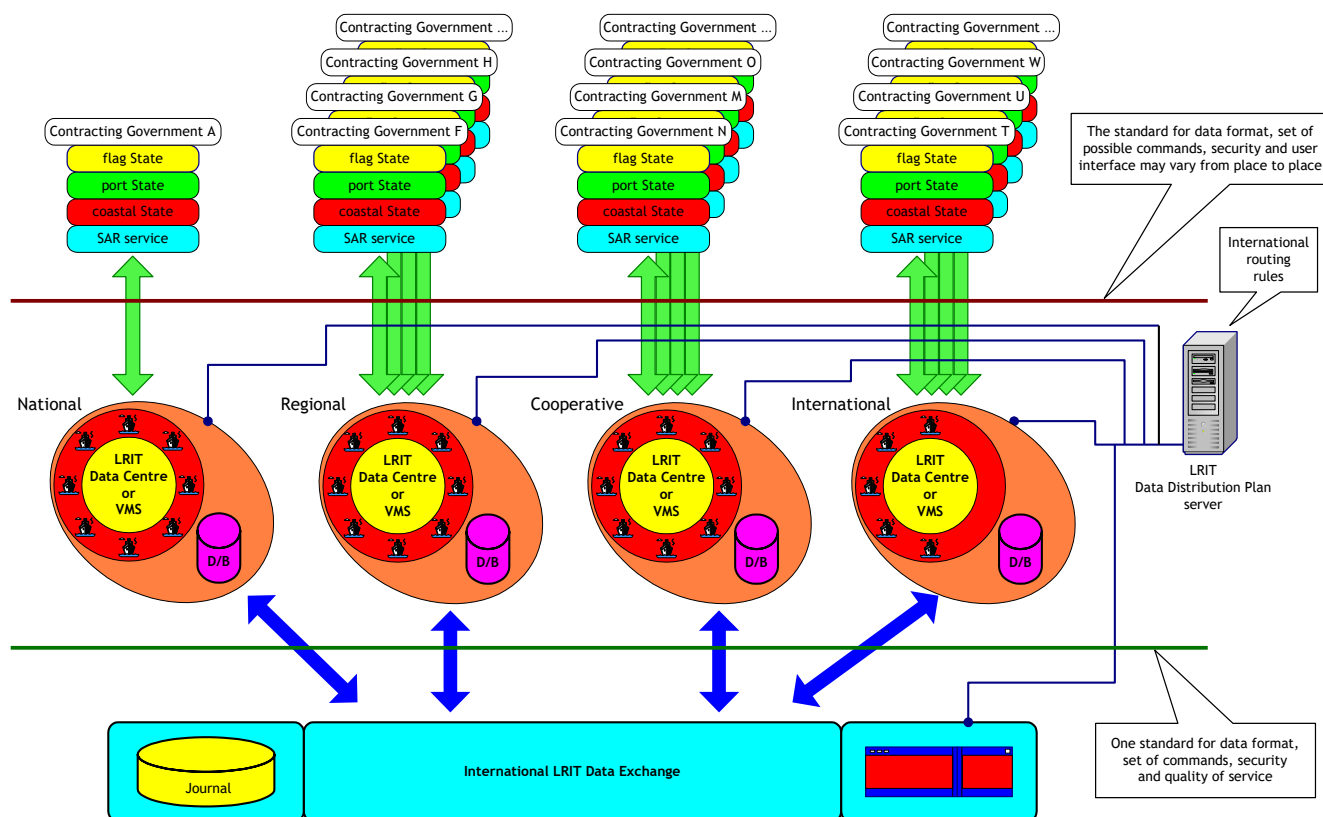 Contracting Government ...
Contracting Government ...
Contracting Government ...
Contracting Government H
Contracting Government O
Contracting Government W
Contracting Government G
Contracting Government M
Contracting Government U
Contracting Government A
Contracting Government F
Contracting Government N
Contracting Government T
flag State
port State
coastal State
SAR service
flag State
port State
coastal State
SAR service
flag State
port State
coastal State
SAR service
flag State
port State
coastal State
SAR service
The standard for data format, set of
possible commands, security and user
interface may vary from place to place
International
routing
rules
National
Regional
Cooperative
International
LRIT
Data Centre
or
VMS
D/B
LRIT
Data Centre
or
VMS
D/B
LRIT
Data Centre
or
VMS
D/B
LRIT
Data Centre
or
VMS
D/B
LRIT
Data Distribution Plan
server
Journal
International LRIT Data Exchange
One standard for data format,
set of commands, security
and quality of service